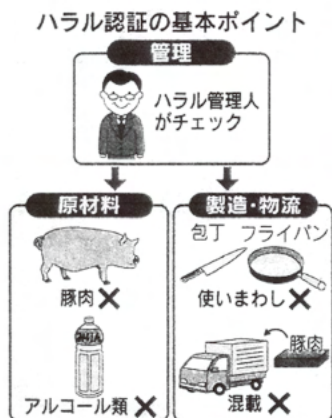 ハラル認証の基本ポイント
管理
ハラル管理人
がチェック
原材料
豚肉✕
アルコール類✕
製造・物流
包丁 フライパン
使いまわし✕
豚肉
混載✕